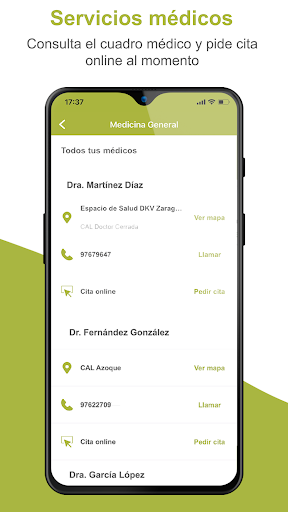 Servicios médicos
Consulta el cuadro médico y pide cita
online al momento
17:37
Medicina General
Todos tus médicos
Dra. Martínez Díaz
Espacio de Salud DKV Zarag...
Ver mapa
CAL Doctor Cerrada
97679647
Llamar
Cita online
Pedir cita
Dr. Fernández González
CAL Azoque
Ver mapa
97622709
Llamar
Cita online
Pedir cita
Dra. García López